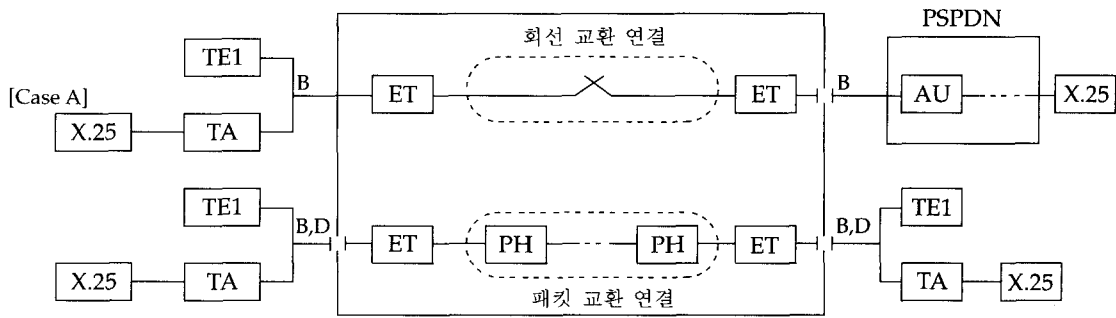 PSPDN
회선 교환 연결
TE1
[Case A]
B
ET
ET
B
AU
X.25
X.25
TA
TE1
B,D
ET
PH
PH
ET
B,D
TE1
X.25
TA
TA
X.25
패킷 교환 연결